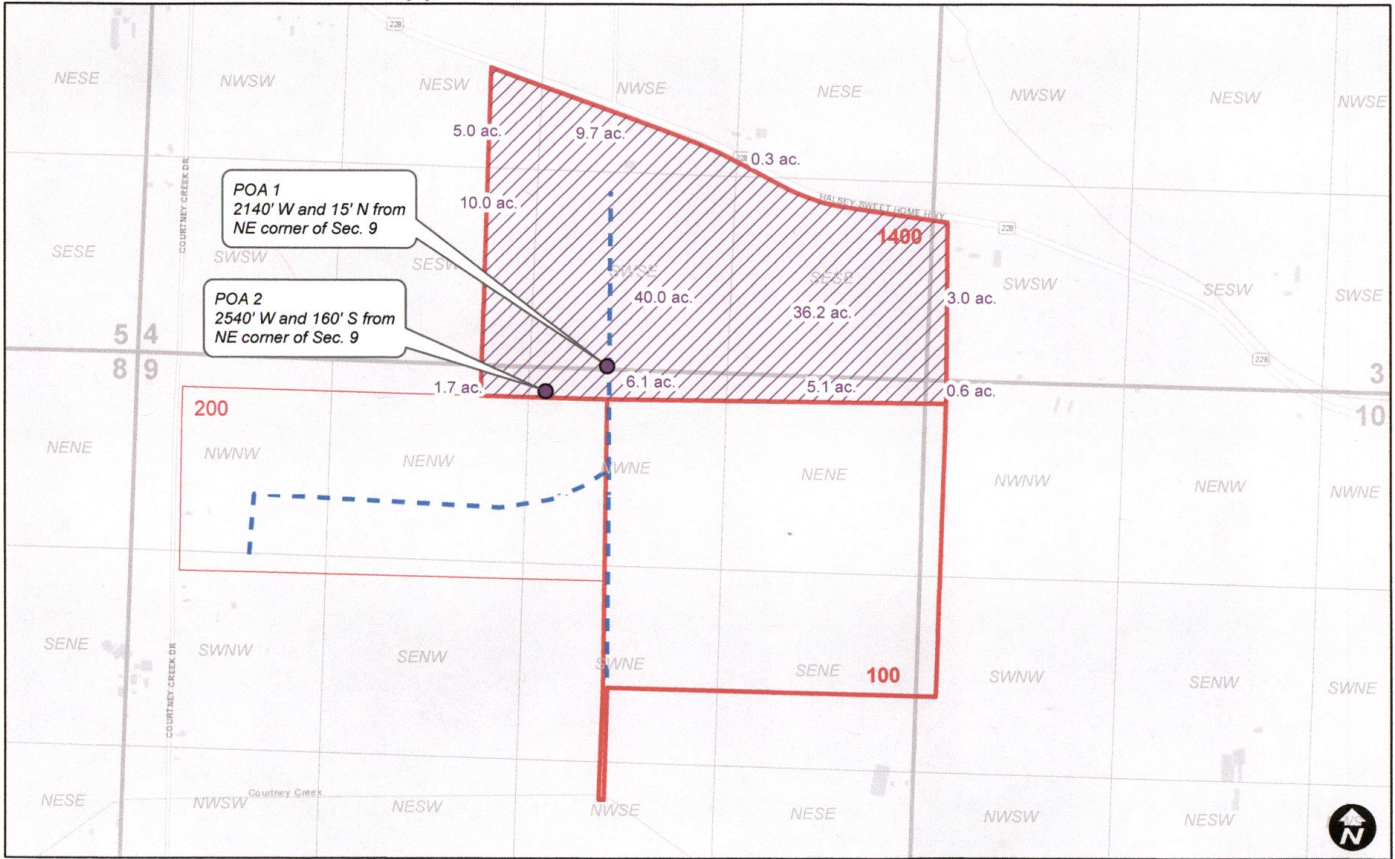 228
NESE
NWSW
NESW
NWSE
NESE
NWSW
NESW
NWSE
5.0 ac.
9.7 ac.
228
0.3 ac.
COURTNEY CREEK DR
POA 1
2140' W and 15' N from
NE corner of Sec. 9
10.0 ac.
HALSEY-SWEET HOME HWY
228
1400
SESE
SWSW
SESW
SWSE
SESE
SWSW
SESW
SWSE
POA 2
2540' W and 160' S from
NE corner of Sec. 9
40.0 ac.
36.2 ac.
3.0 ac.
5 4
8 9
228
3
10
1.7 ac.
6.1 ac.
5.1 ac.
0.6 ac.
200
NENE
NWNW
NENW
NWNE
NENE
NWNW
NENW
NWNE
SENE
SWNW
SENW
SWNE
SENE
100
SWNW
SENW
SWNE
COURTNEY CREEK DR
Courtney Creek
NESE
NWSW
NESW
NWSE
NESE
NWSW
NESW
N